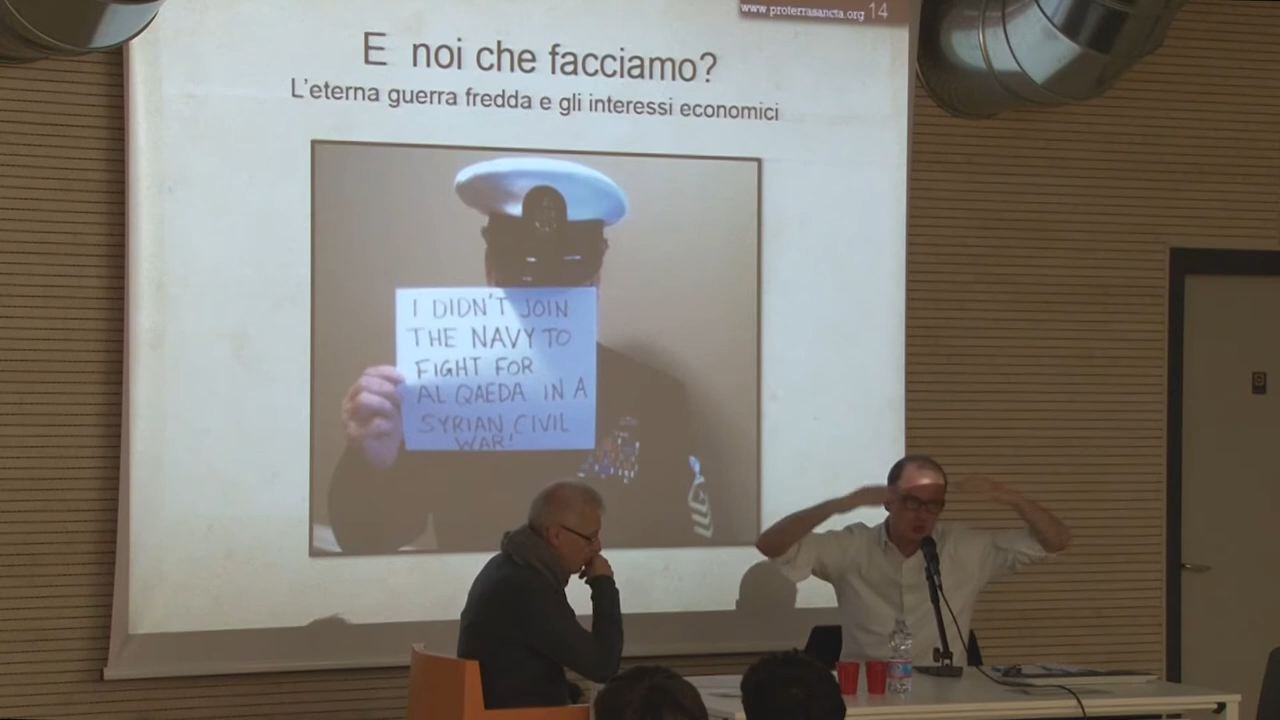 www.proterrasancta.org 14
E noi che facciamo?
L'eterna guerra fredda e gli interessi economici
I DIDN'T JOIN
THE NAVY TO
FIGHT FOR
AL QAEDA IN A
SYRIAN CIVIL
WAR!